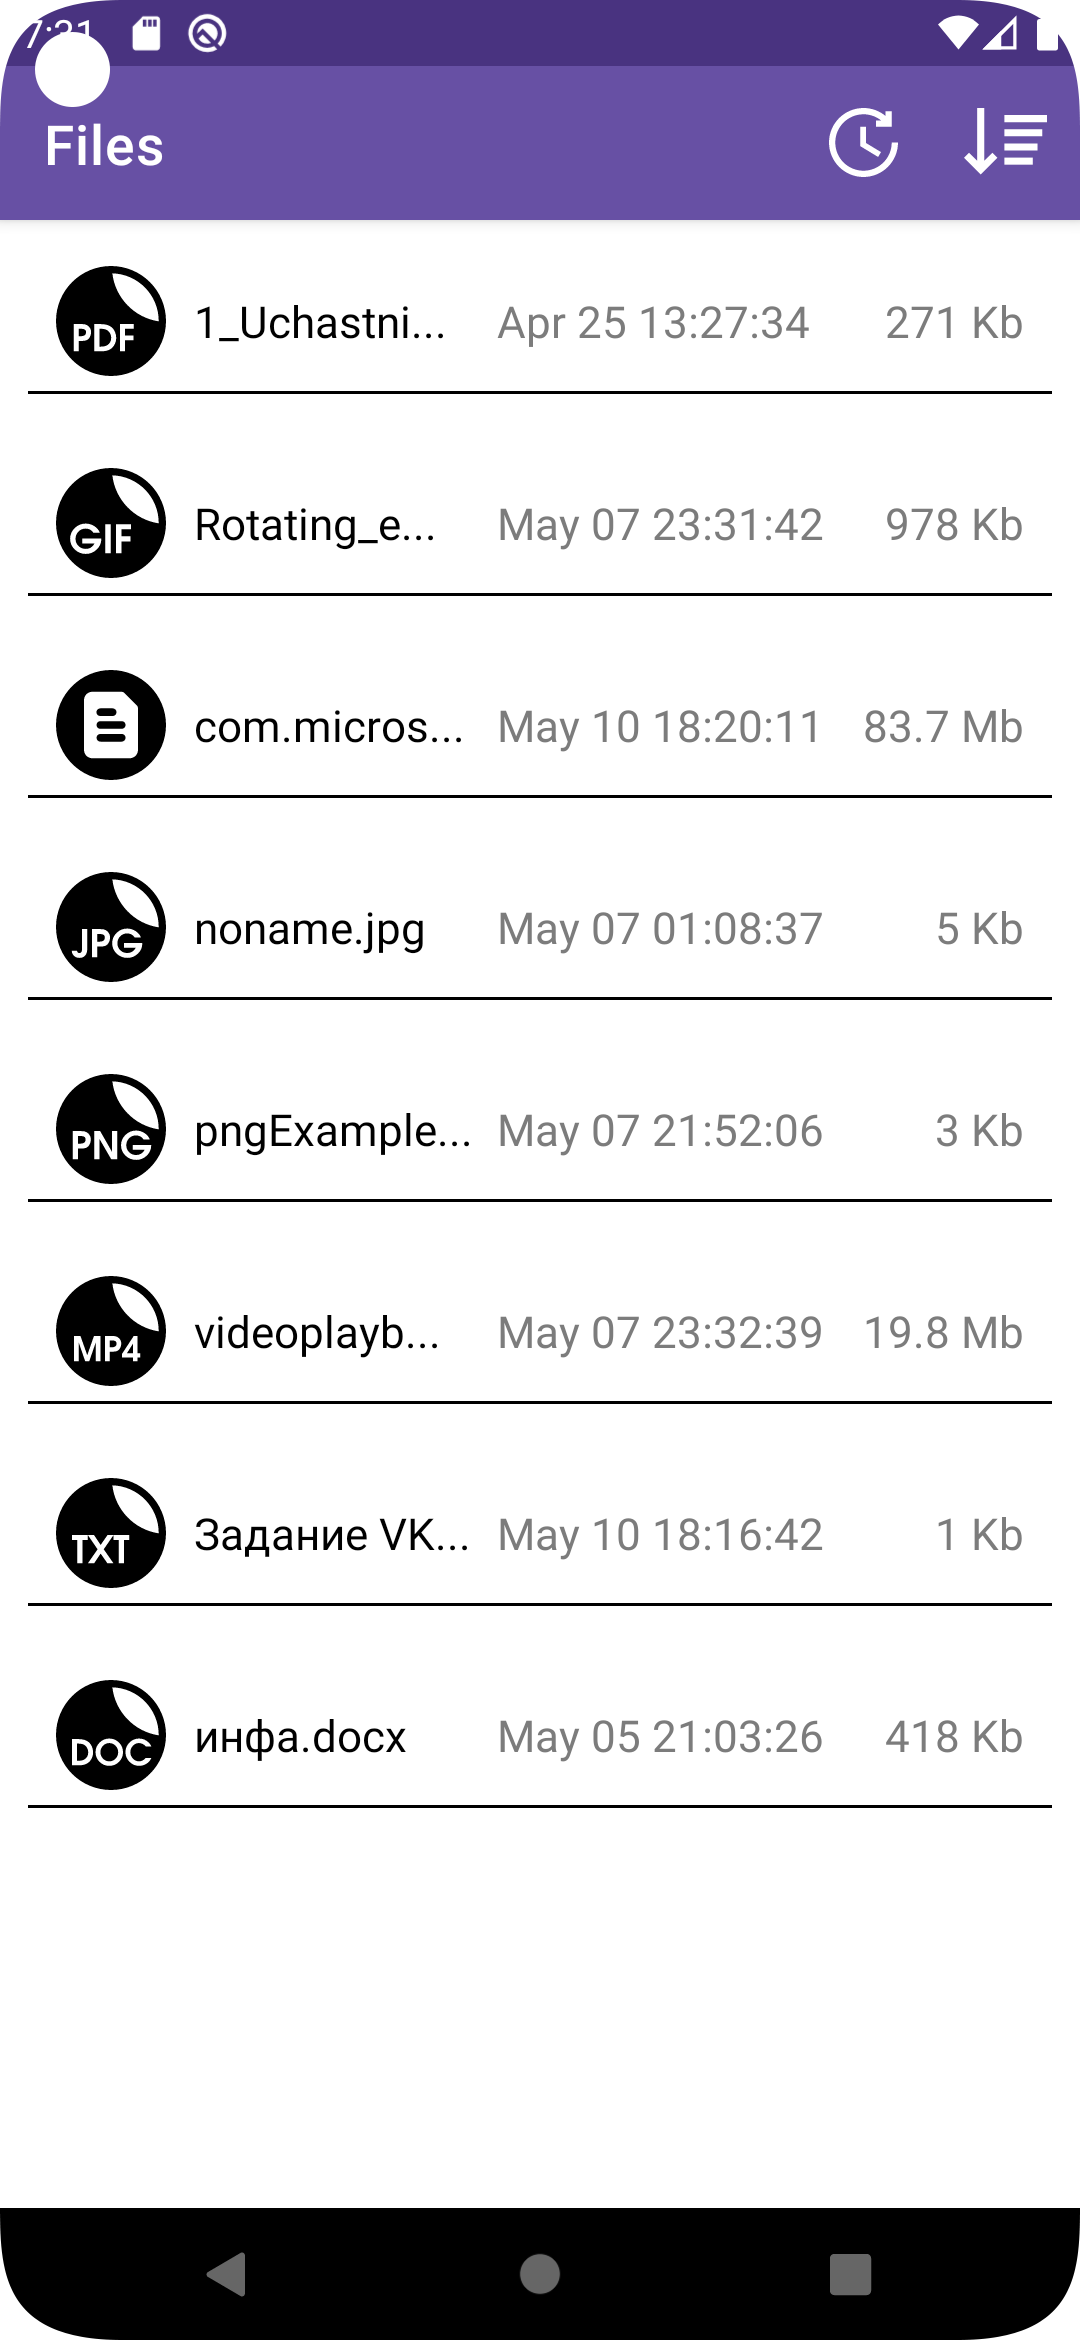 7:31
Files
PDF 1_Uchastni... Apr 25 13:27:34 271 Kb
GIF Rotating_e... May 07 23:31:42 978 Kb
com.micros... May 10 18:20:11 83.7 Mb
JPG noname.jpg May 07 01:08:37 5 Kb
PNG pngExample... May 07 21:52:06 3 Kb
MP4 videoplayb... May 07 23:32:39 19.8 Mb
TXT Задание VK... May 10 18:16:42 1 Kb
DOC инфа.docx May 05 21:03:26 418 Kb